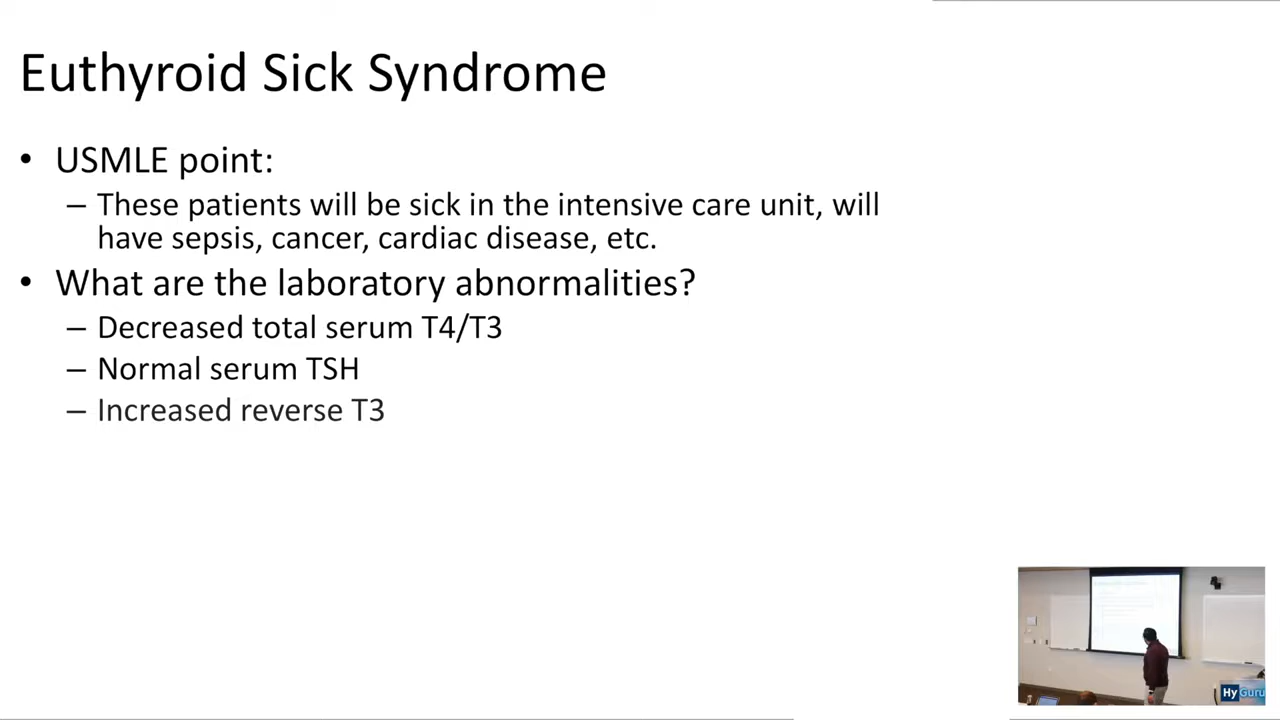 Euthyroid Sick Syndrome
• USMLE point:
– These patients will be sick in the intensive care unit, will
have sepsis, cancer, cardiac disease, etc.
• What are the laboratory abnormalities?
– Decreased total serum T4/T3
– Normal serum TSH
– Increased reverse T3
HyGuru